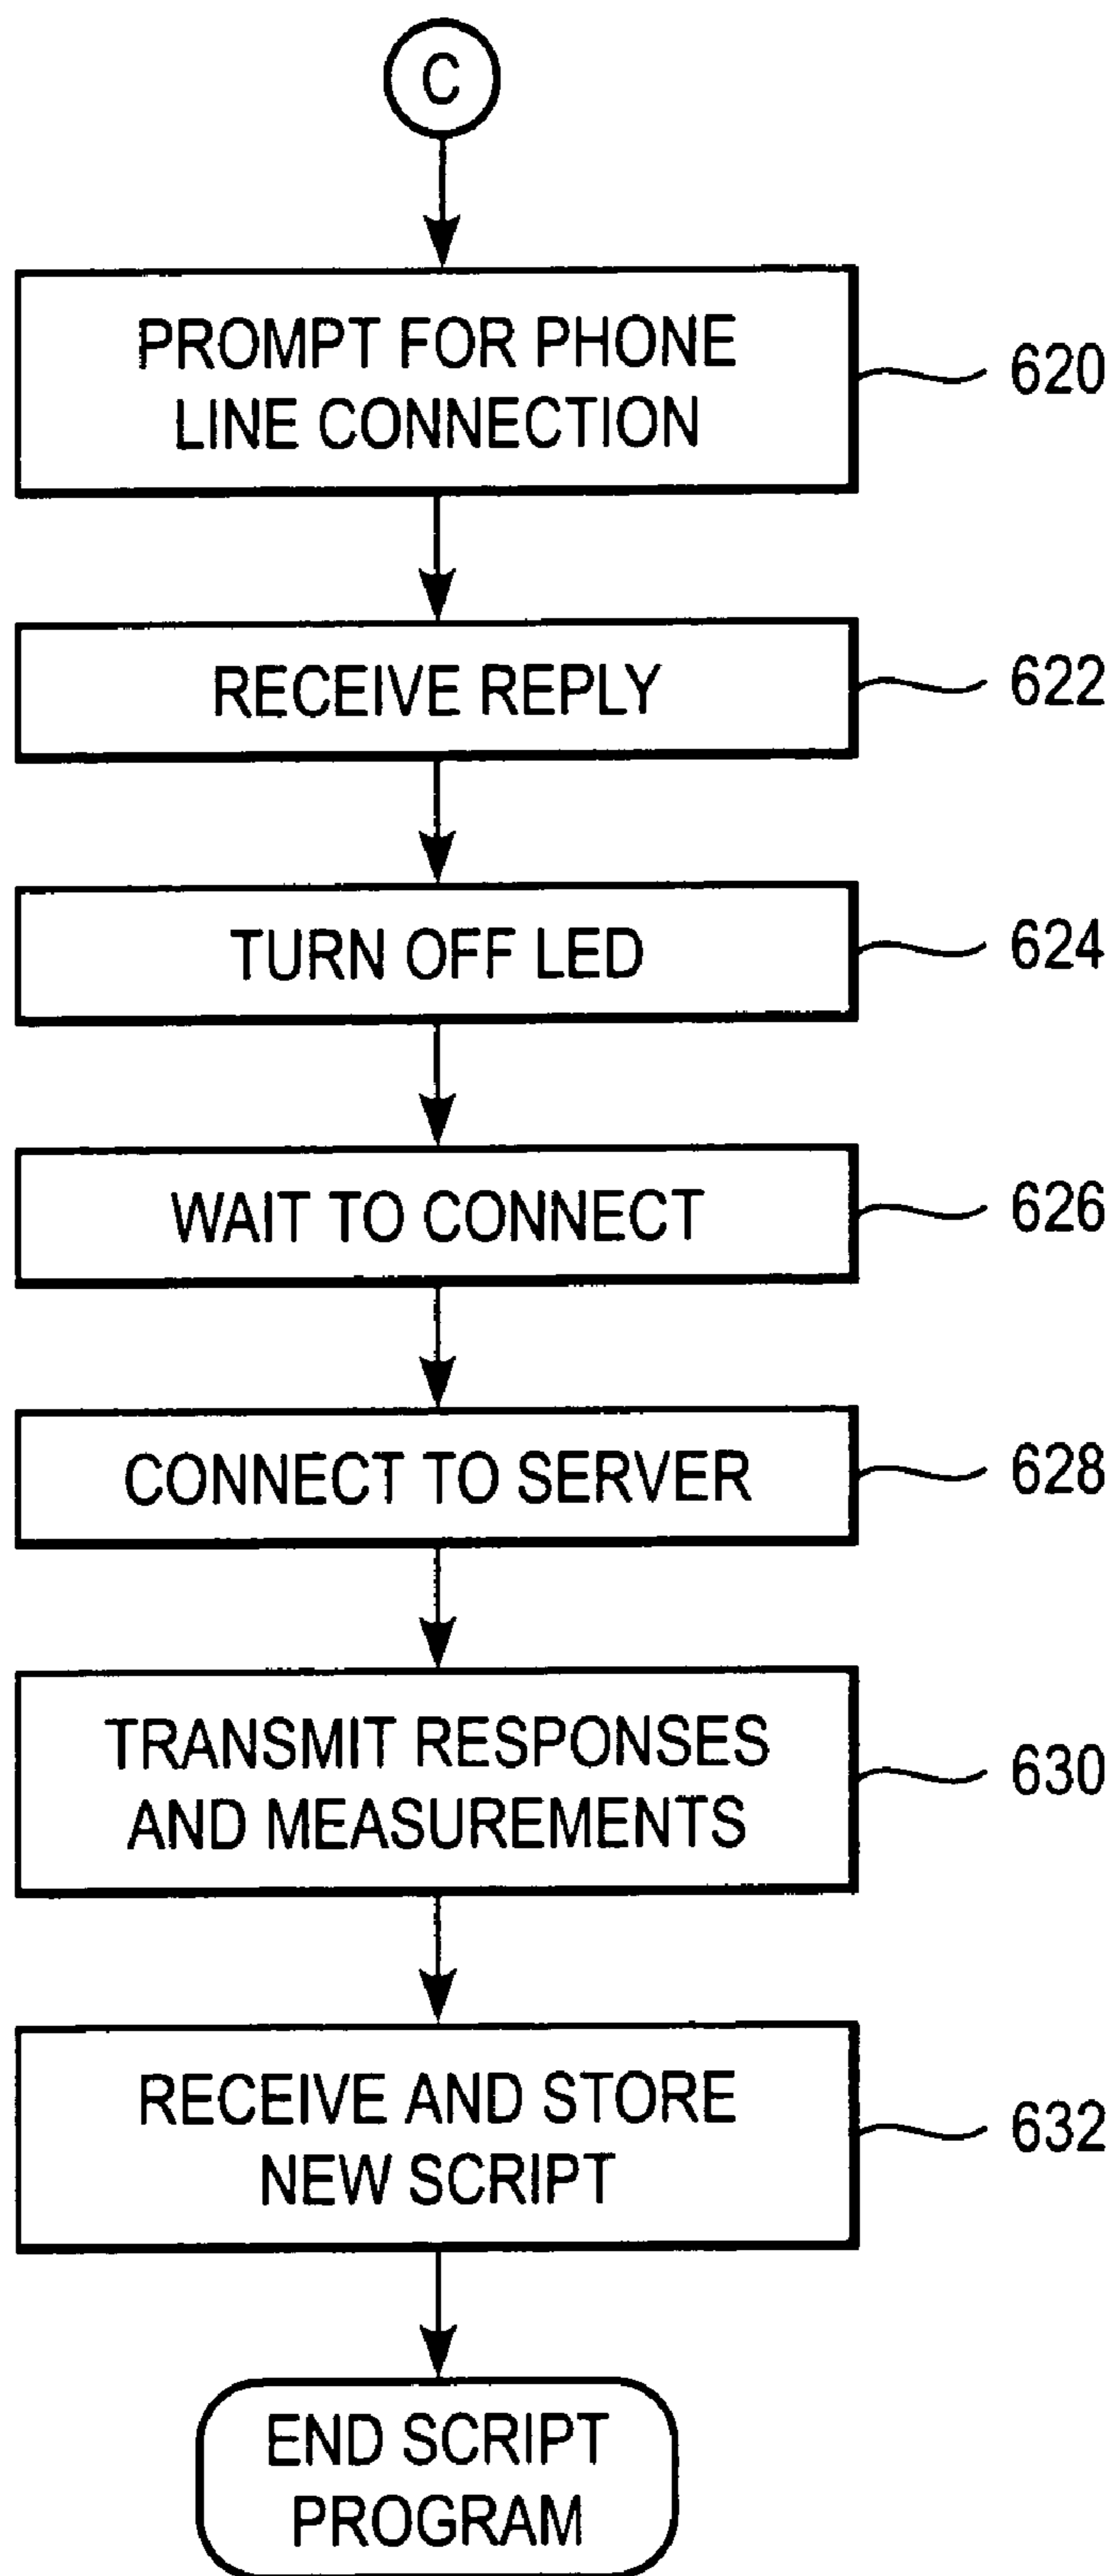 C
PROMPT FOR PHONE
LINE CONNECTION
620
RECEIVE REPLY
622
TURN OFF LED
624
WAIT TO CONNECT
626
CONNECT TO SERVER
628
TRANSMIT RESPONSES
AND MEASUREMENTS
630
RECEIVE AND STORE
NEW SCRIPT
632
END SCRIPT
PROGRAM